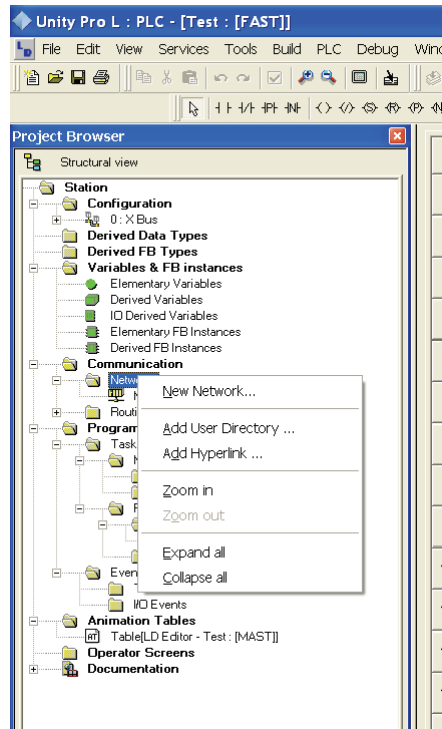 Unity Pro L : PLC - [Test : [FAST]]
File Edit View Services Tools Build PLC Debug
Project Browser
Structural view
Station
Configuration
0 : X Bus
Derived Data Types
Derived FB Types
Variables & FB instances
Elementary Variables
Derived Variables
IO Derived Variables
Elementary FB Instances
Derived FB Instances
Communication
New Network...
Add User Directory ...
Add Hyperlink ...
Zoom in
Zoom out
Expand all
Collapse all
Task
I/O Events
Animation Tables
Table[LD Editor - Test : [MAST]]
Operator Screens
Documentation